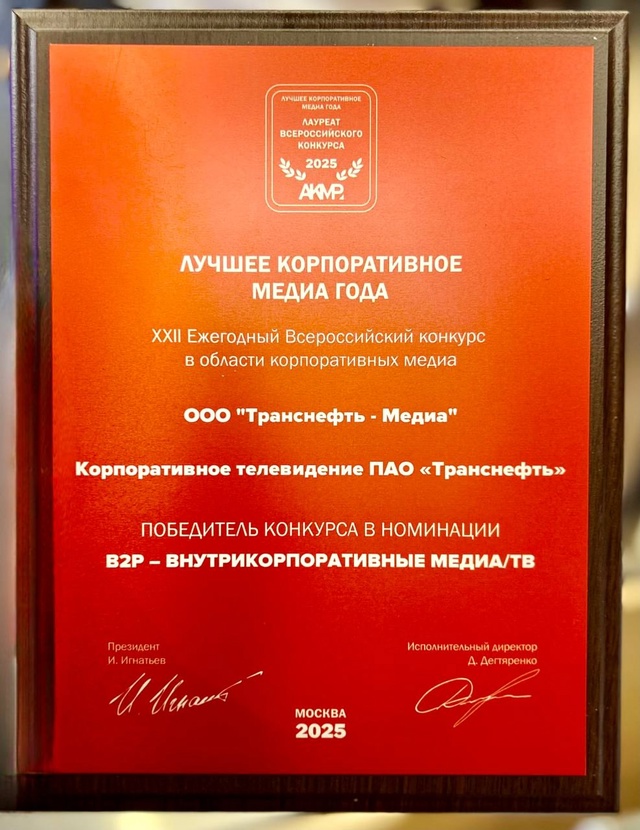 ЛУЧШЕЕ КОРПОРАТИВНОЕ
МЕДИА ГОДА
ЛАУРЕАТ
ВСЕРОССИЙСКОГО
КОНКУРСА
2025
АКМР
ЛУЧШЕЕ КОРПОРАТИВНОЕ
МЕДИА ГОДА
XXII Ежегодный Всероссийский конкурс
в области корпоративных медиа
ООО "Транснефть - Медиа"
Корпоративное телевидение ПАО «Транснефть»
ПОБЕДИТЕЛЬ КОНКУРСА В НОМИНАЦИИ
B2P – ВНУТРИКОРПОРАТИВНЫЕ МЕДИА/ТВ
Президент
И. Игнатьев
Исполнительный директор
Д. Дегтяренко
МОСКВА
2025